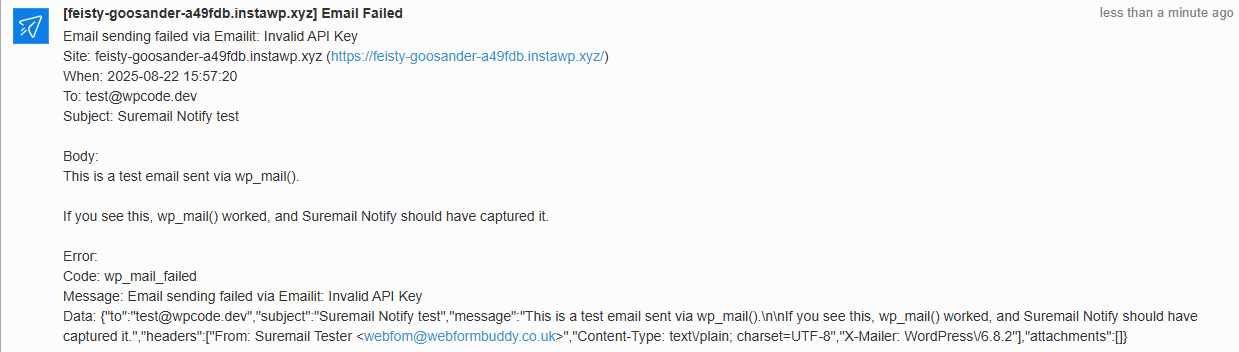 [feisty-goosander-a49fdb.instawp.xyz] Email Failed
less than a minute ago
Email sending failed via Emailit: Invalid API Key
Site: feisty-goosander-a49fdb.instawp.xyz (https://feisty-goosander-a49fdb.instawp.xyz/)
When: 2025-08-22 15:57:20
To: test@wpcode.dev
Subject: Suremail Notify test
Body:
This is a test email sent via wp_mail().
If you see this, wp_mail() worked, and Suremail Notify should have captured it.
Error:
Code: wp_mail_failed
Message: Email sending failed via Emailit: Invalid API Key
Data: {"to":"test@wpcode.dev","subject":"Suremail Notify test","message":"This is a test email sent via wp_mail().\n\nIf you see this, wp_mail() worked, and Suremail Notify should have
captured it.","headers":["From: Suremail Tester <webfom@webformbuddy.co.uk>","Content-Type: text\/plain; charset=UTF-8","X-Mailer: WordPress\/6.8.2"],"attachments":[]}